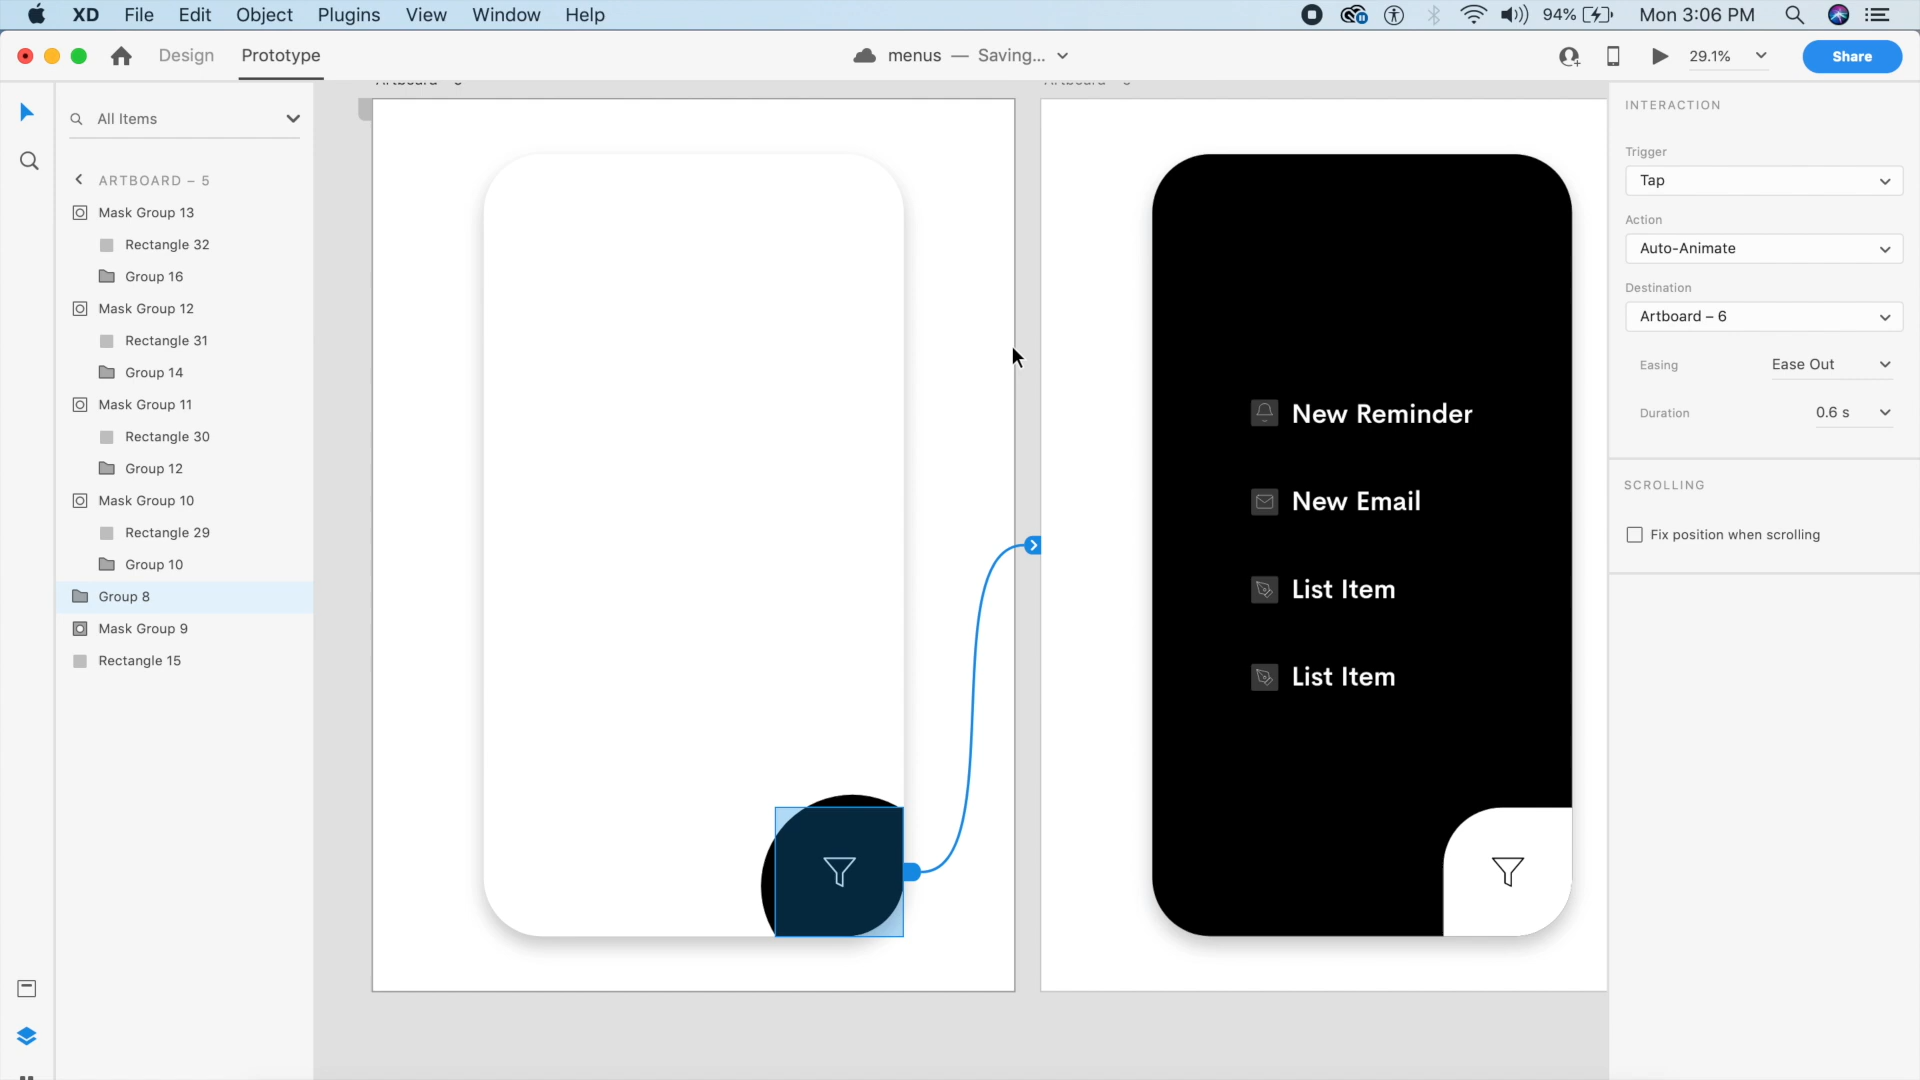 XD File Edit Object Plugins View Window Help 94% Mon 3:06 PM
Design Prototype menus — Saving... 29.1% Share
All Items
ARTBOARD – 5
Mask Group 13
Rectangle 32
Group 16
Mask Group 12
Rectangle 31
Group 14
Mask Group 11
Rectangle 30
Group 12
Mask Group 10
Rectangle 29
Group 10
Group 8
Mask Group 9
Rectangle 15
New Reminder
New Email
List Item
List Item
INTERACTION
Trigger
Tap
Action
Auto-Animate
Destination
Artboard – 6
Easing Ease Out
Duration 0.6 s
SCROLLING
Fix position when scrolling